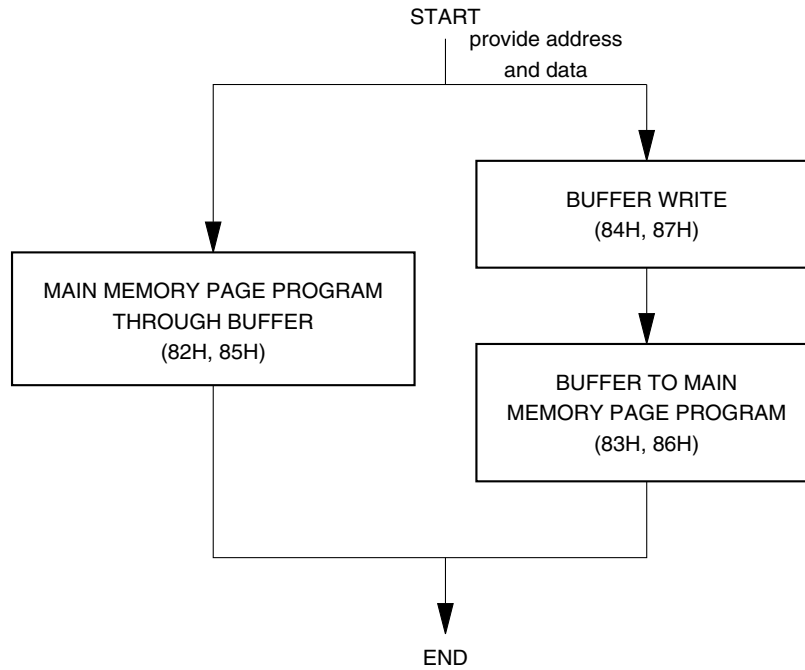 START
provide address
and data
BUFFER WRITE
(84H, 87H)
MAIN MEMORY PAGE PROGRAM
THROUGH BUFFER
(82H, 85H)
BUFFER TO MAIN
MEMORY PAGE PROGRAM
(83H, 86H)
END